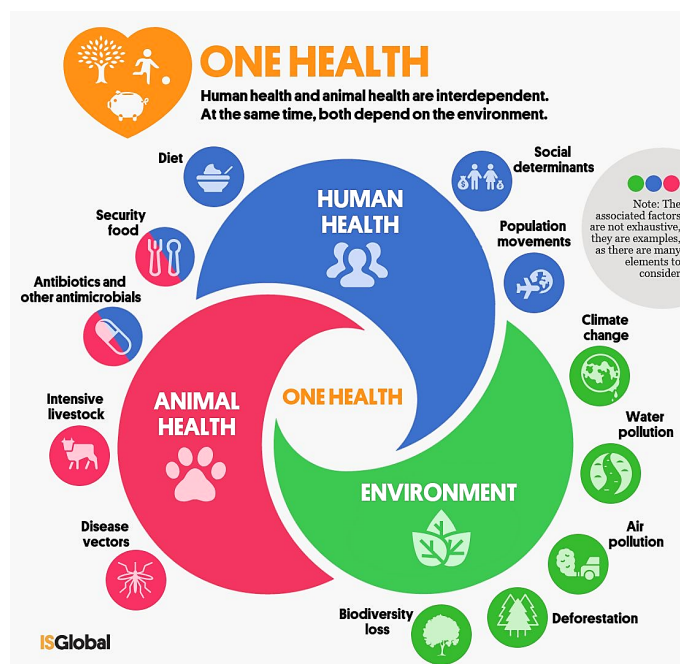 ONE HEALTH
Human health and animal health are interdependent.
At the same time, both depend on the environment.
Diet
Social
determinants
HUMAN
HEALTH
Security
food
Population
movements
Note: The
associated factors
are not exhaustive,
they are examples,
as there are many
elements to
consider
Antibiotics and
other antimicrobials
Climate
change
Intensive
livestock
ANIMAL
HEALTH
ONE HEALTH
Water
pollution
ENVIRONMENT
Disease
vectors
Air
pollution
Biodiversity
loss
Deforestation
ISGlobal